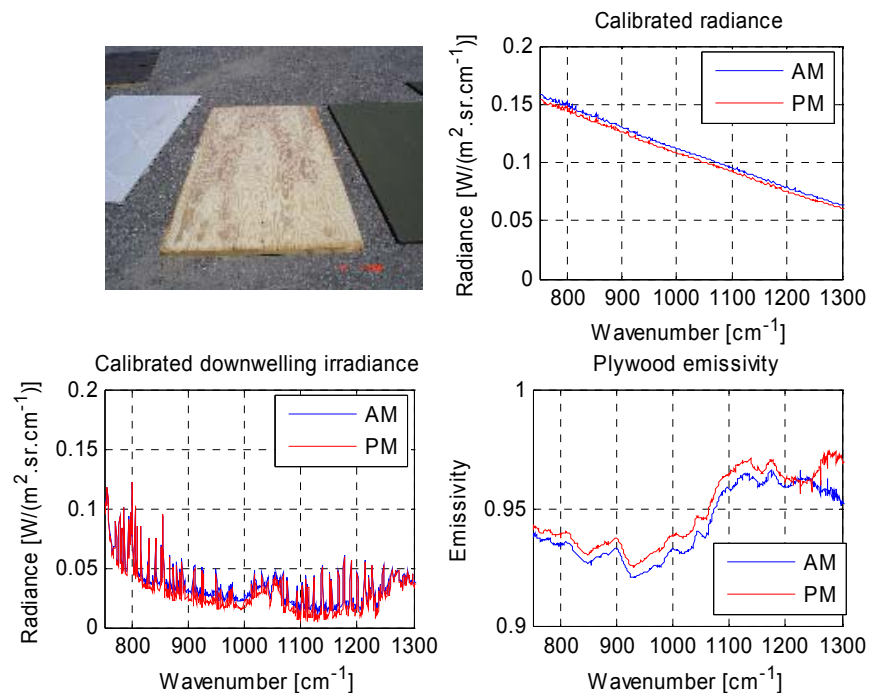 Calibrated radiance
0.2
0.15
0.1
0.05
0
Radiance [W/(m².sr.cm⁻¹)]
AM
PM
800 900 1000 1100 1200 1300
Wavenumber [cm⁻¹]
Calibrated downwelling irradiance
0.2
0.15
0.1
0.05
0
Radiance [W/(m².sr.cm⁻¹)]
AM
PM
800 900 1000 1100 1200 1300
Wavenumber [cm⁻¹]
Plywood emissivity
1
0.95
0.9
Emissivity
AM
PM
800 900 1000 1100 1200 1300
Wavenumber [cm⁻¹]